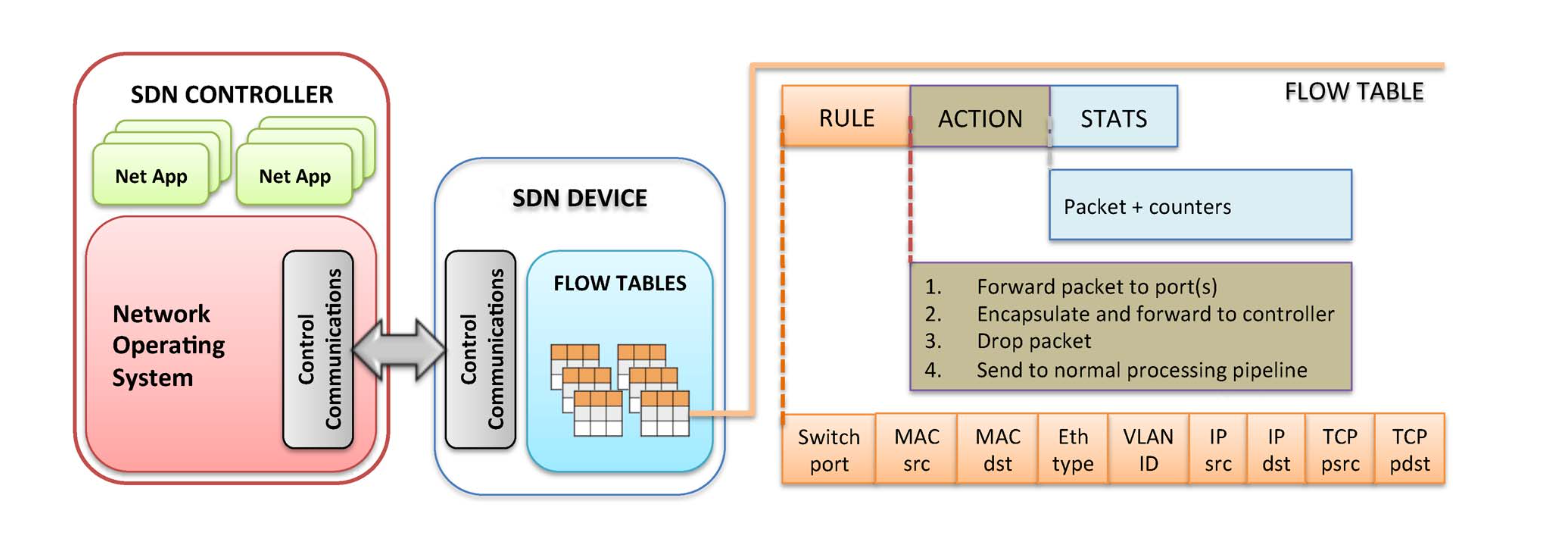 SDN CONTROLLER
Net App
Net App
Network
Operating
System
Control
Communications
SDN DEVICE
Control
Communications
FLOW TABLES
FLOW TABLE
RULE
ACTION
STATS
Packet + counters
1. Forward packet to port(s)
2. Encapsulate and forward to controller
3. Drop packet
4. Send to normal processing pipeline
Switch
port
MAC
src
MAC
dst
Eth
type
VLAN
ID
IP
src
IP
dst
TCP
psrc
TCP
pdst